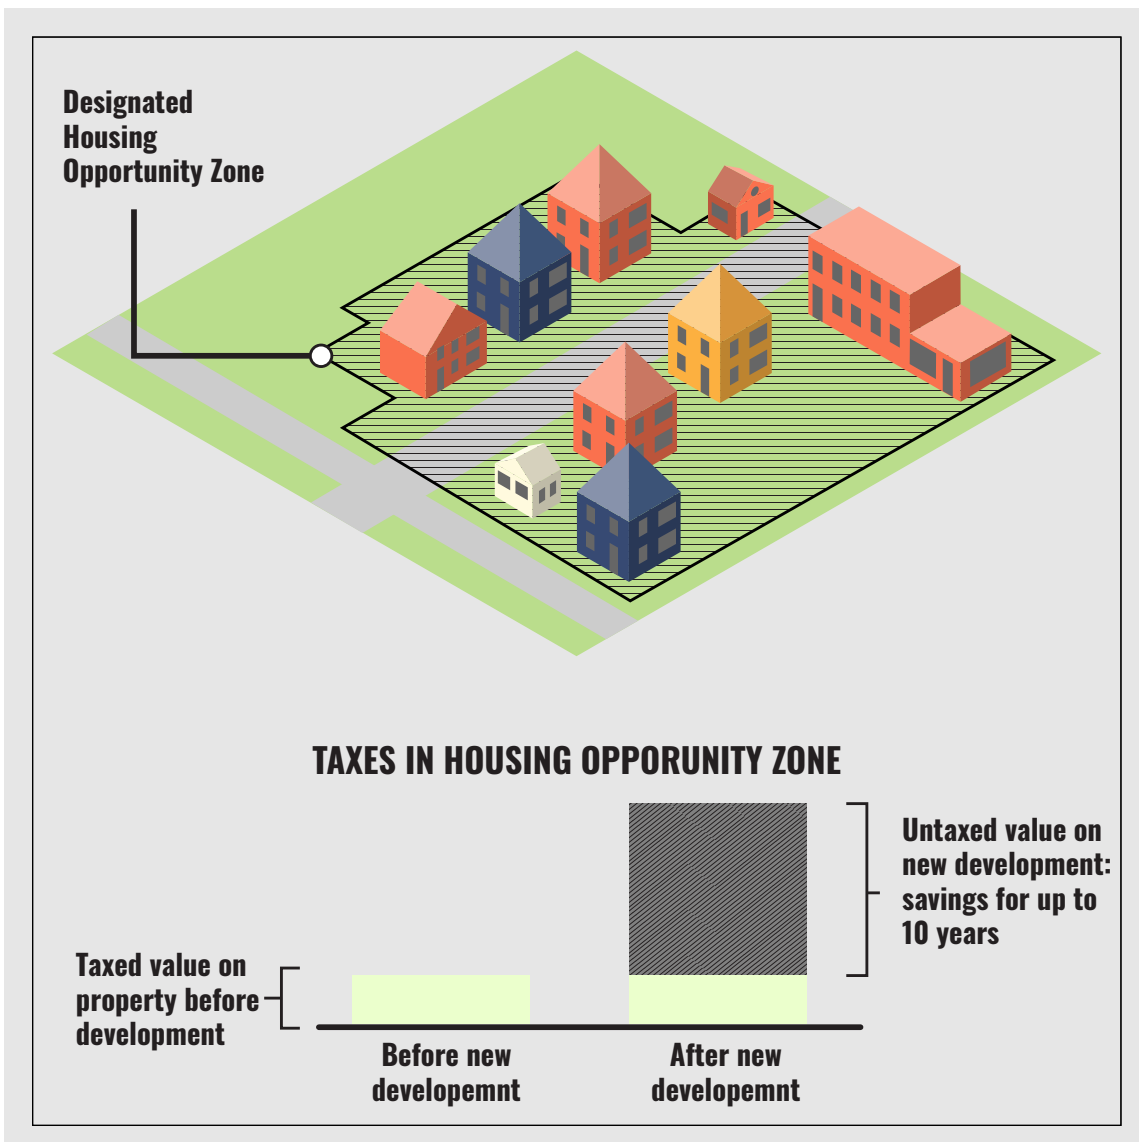 Designated
Housing
Opportunity Zone
TAXES IN HOUSING OPPORUNITY ZONE
Untaxed value on
new development:
savings for up to
10 years
Taxed value on
property before
development
Before new
developemnt
After new
developemnt